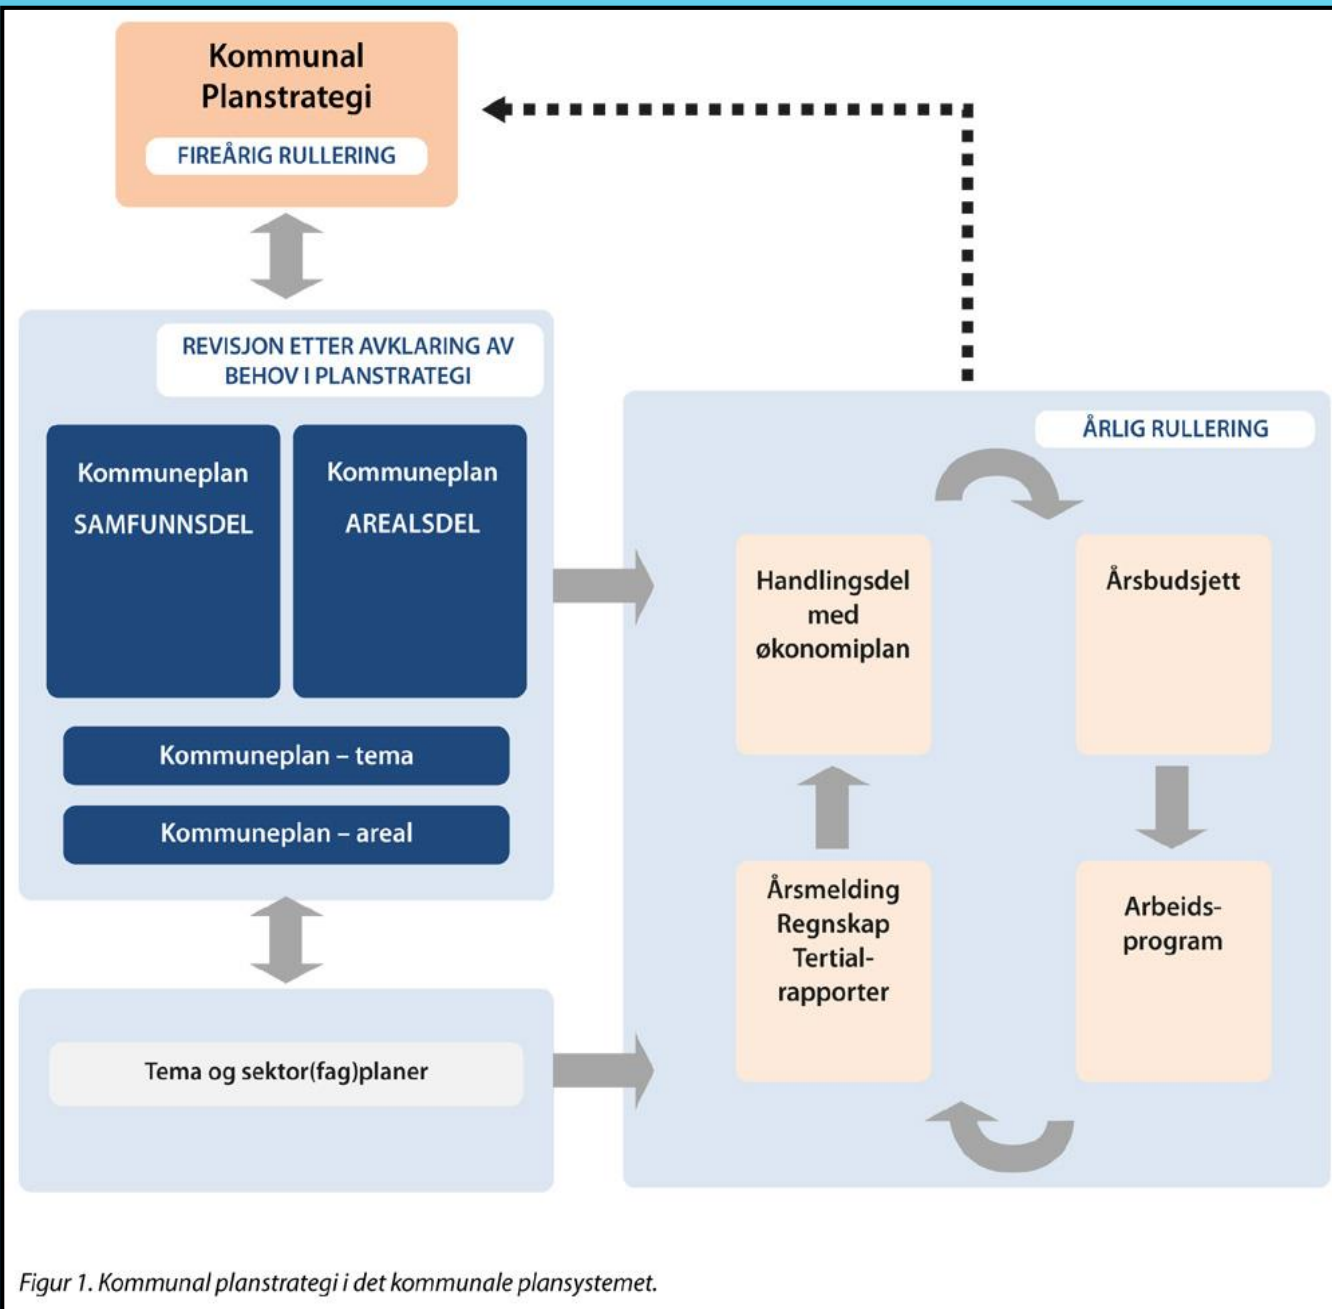 Kommunal
Planstrategi
FIREÅRIG RULLERING
REVISJON ETTER AVKLARING AV
BEHOV I PLANSTRATEGI
Kommuneplan
SAMFUNNSDEL
Kommuneplan
AREALSDEL
Kommuneplan – tema
Kommuneplan – areal
Tema og sektor(fag)planer
ÅRLIG RULLERING
Handlingsdel
med
økonomiplan
Årsbudsjett
Årsmelding
Regnskap
Tertial-
rapporter
Arbeids-
program
Figur 1. Kommunal planstrategi i det kommunale plansystemet.